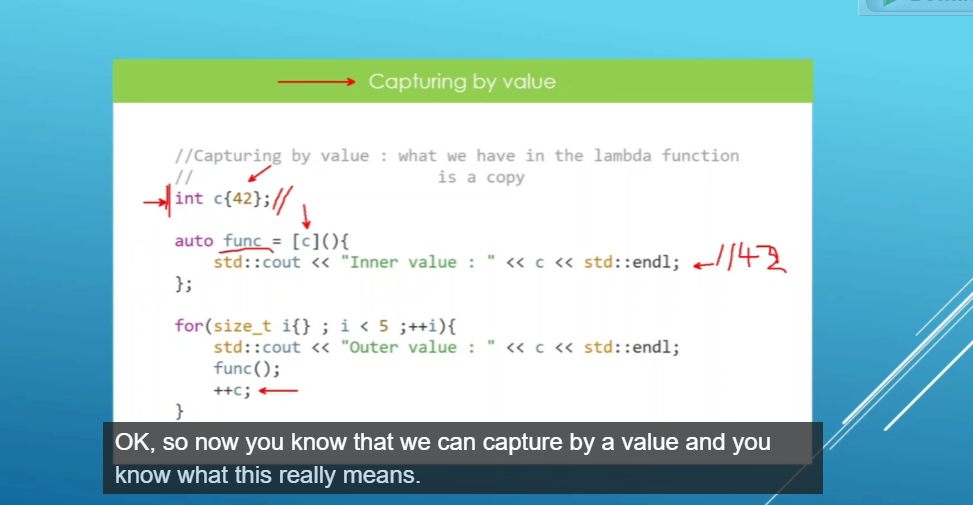 Capturing by value
//Capturing by value : what we have in the lambda function
// is a copy
int c{42};//
auto func = [c](){
std::cout << "Inner value : " << c << std::endl; //42
};
for(size_t i{} ; i < 5 ;++i){
std::cout << "Outer value : " << c << std::endl;
func();
++c;
}
OK, so now you know that we can capture by a value and you
know what this really means.